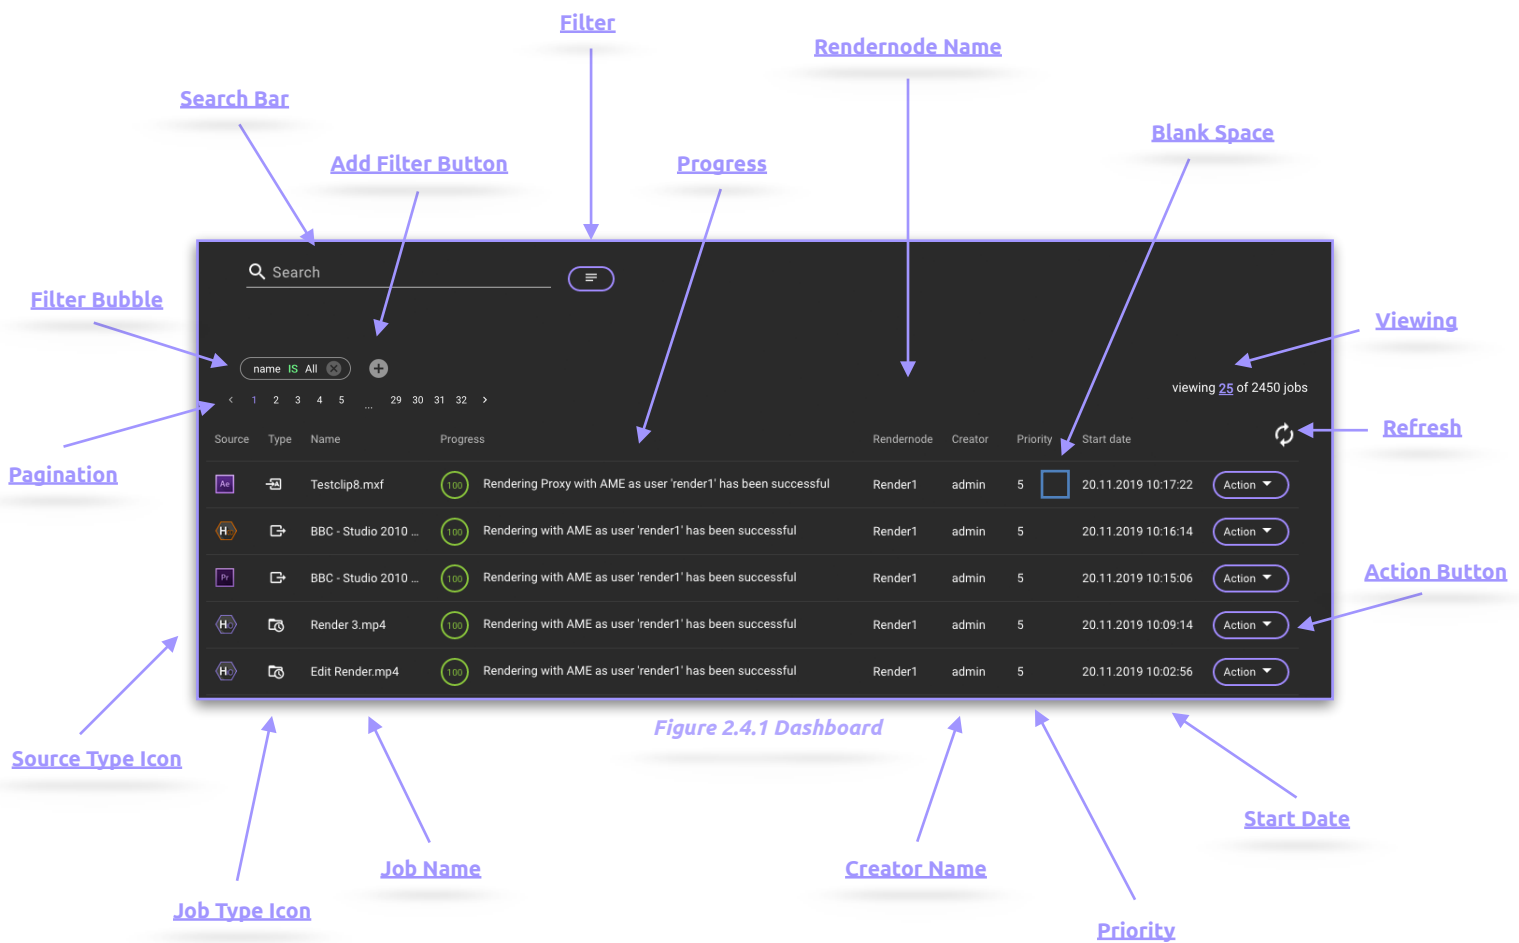 Filter
Rendernode Name
Search Bar
Blank Space
Add Filter Button
Progress
Search
Filter Bubble
Viewing
name IS All
viewing 25 of 2450 jobs
‹ 1 2 3 4 5 ... 29 30 31 32 ›
Refresh
Source Type Name Progress Rendernode Creator Priority Start date
Pagination
Ae Testclip8.mxf 100 Rendering Proxy with AME as user 'render1' has been successful Render1 admin 5 20.11.2019 10:17:22 Action
H BBC - Studio 2010 ... 100 Rendering with AME as user 'render1' has been successful Render1 admin 5 20.11.2019 10:16:14 Action
Pr BBC - Studio 2010 ... 100 Rendering with AME as user 'render1' has been successful Render1 admin 5 20.11.2019 10:15:06 Action
Action Button
H Render 3.mp4 100 Rendering with AME as user 'render1' has been successful Render1 admin 5 20.11.2019 10:09:14 Action
H Edit Render.mp4 100 Rendering with AME as user 'render1' has been successful Render1 admin 5 20.11.2019 10:02:56 Action
Figure 2.4.1 Dashboard
Source Type Icon
Start Date
Job Name
Creator Name
Job Type Icon
Priority